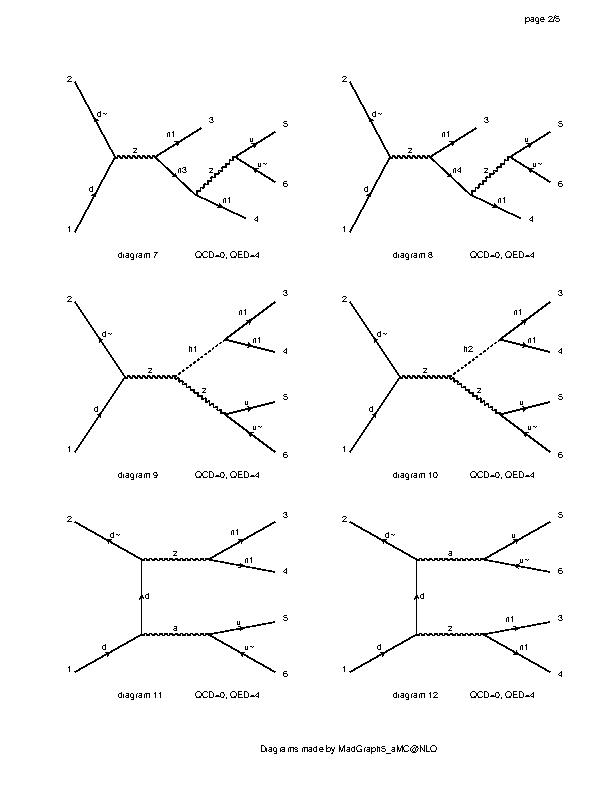 page 2/5
2
d~
z
n1
3
5
u
n3
z
u~
6
d
n1
4
1
diagram 7 QCD=0, QED=4
2
d~
z
n1
3
5
u
n4
z
u~
6
d
n1
4
1
diagram 8 QCD=0, QED=4
2
3
n1
d~
n1
h1
4
z
z
5
u
d
u~
1
6
diagram 9 QCD=0, QED=4
2
3
n1
d~
n1
h2
4
z
z
5
u
d
u~
1
6
diagram 10 QCD=0, QED=4
2
3
d~
n1
z
n1
4
d
5
a
u
d
u~
1
6
diagram 11 QCD=0, QED=4
2
5
d~
u
a
u~
6
d
3
z
n1
d
n1
1
4
diagram 12 QCD=0, QED=4
Diagrams made by MadGraph5_aMC@NLO